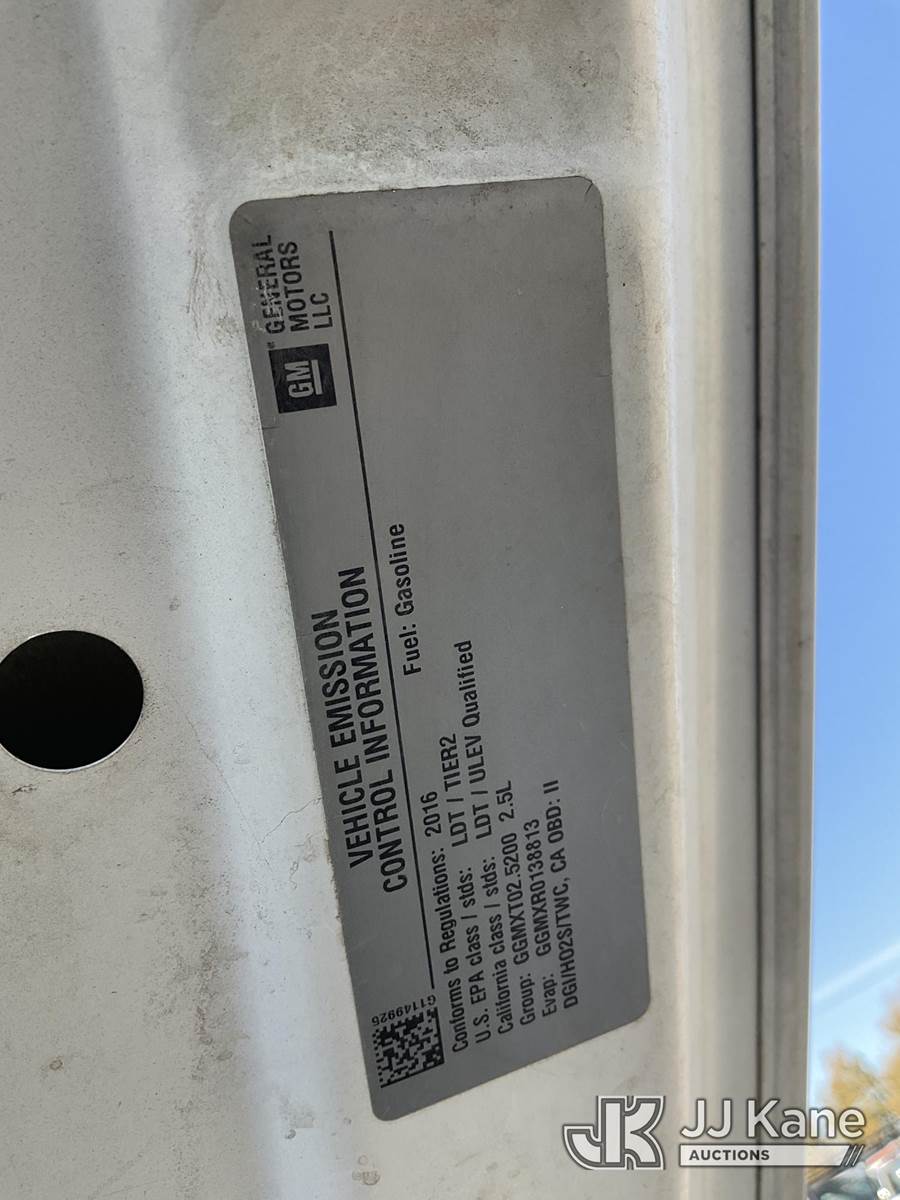 GM
GENERAL
MOTORS
LLC
VEHICLE EMISSION
CONTROL INFORMATION
G1149926
Fuel: Gasoline
Conforms to Regulations: 2016
U.S. EPA class / stds: LDT / TIER2
California class / stds: LDT / ULEV Qualified
Group: GGMXT02.5200 2.5L
Evap: GGMXR0138813
DGI/HO2S/TWC, CA OBD: II
JK JJ Kane
AUCTIONS